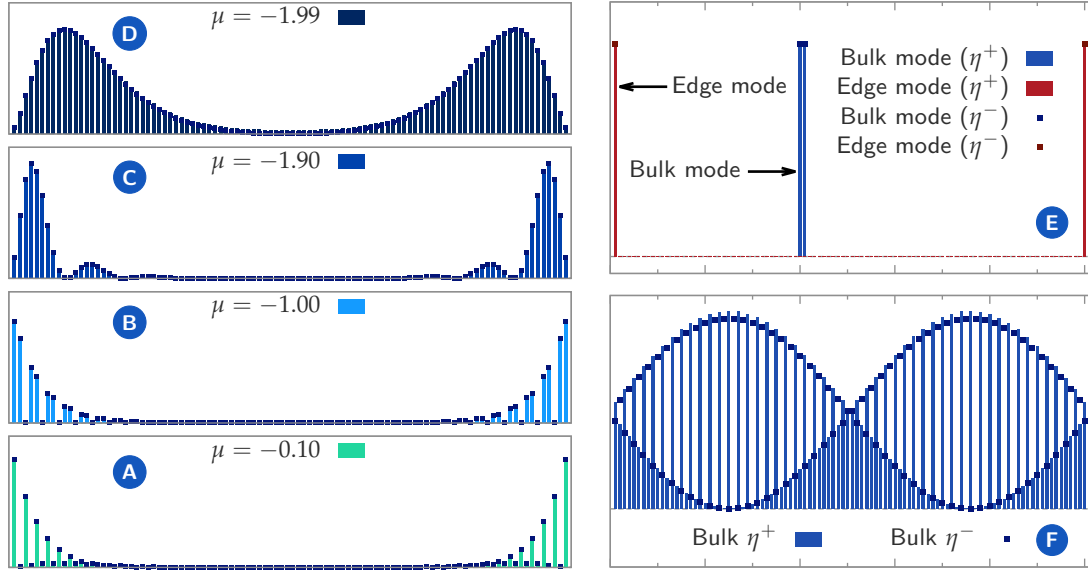 μ = −1.99
D
μ = −1.90
C
μ = −1.00
B
μ = −0.10
A
Bulk mode (η⁺)
Edge mode (η⁺)
Bulk mode (η⁻)
Edge mode (η⁻)
Edge mode
Bulk mode
E
Bulk η⁺
Bulk η⁻
F